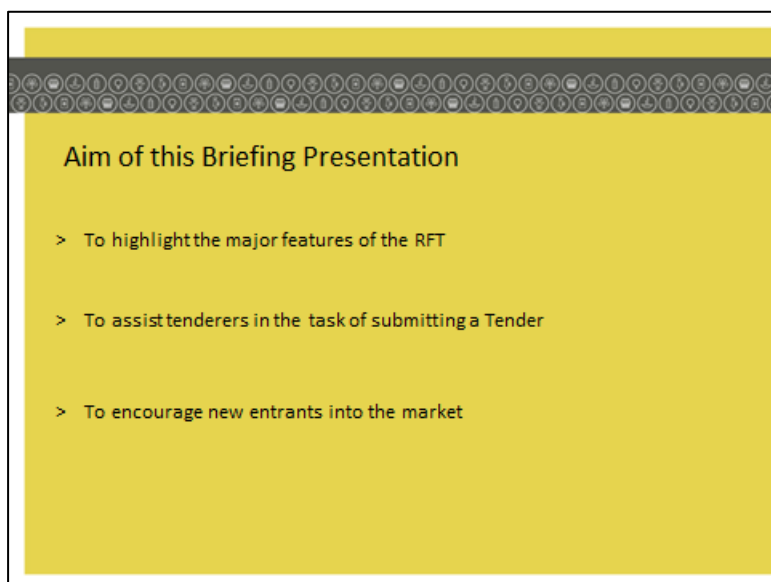 Aim of this Briefing Presentation
> To highlight the major features of the RFT
> To assist tenderers in the task of submitting a Tender
> To encourage new entrants into the market